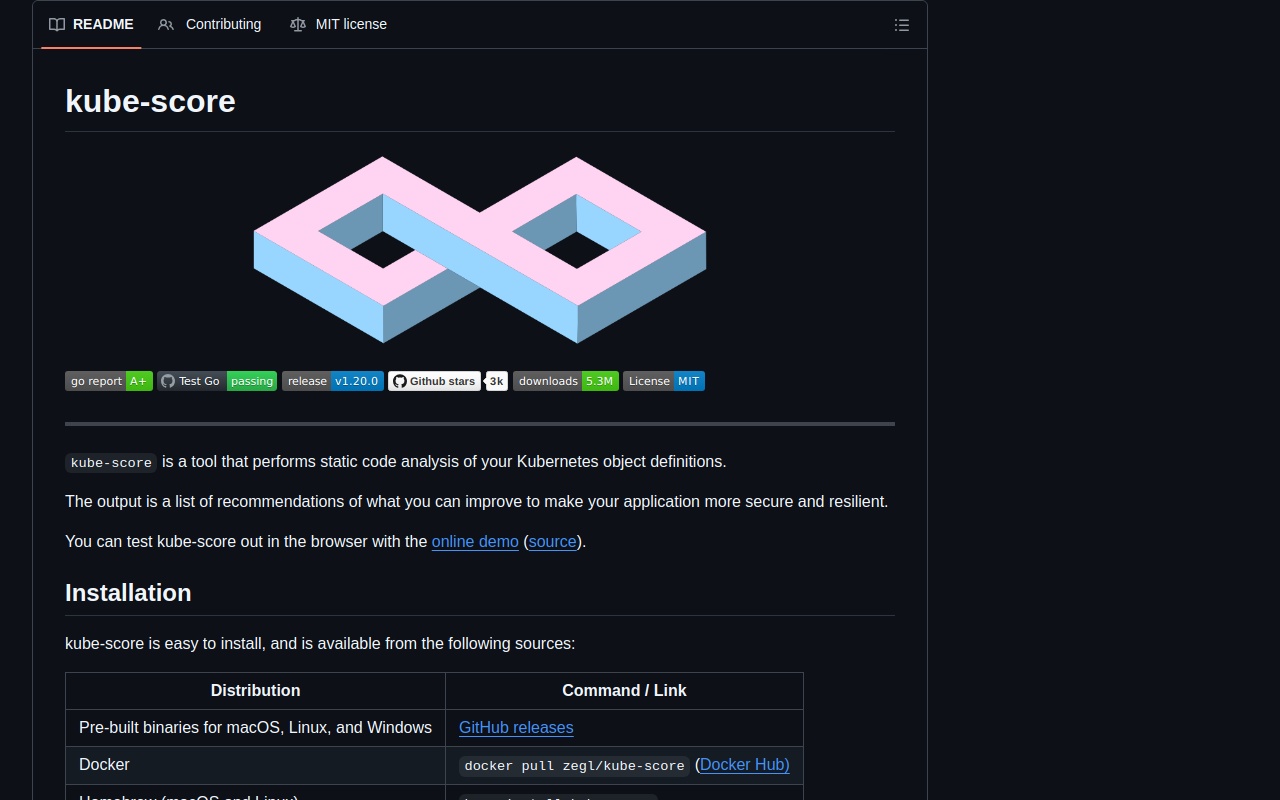 README Contributing MIT license
kube-score
go report A+ Test Go passing release v1.20.0 Github stars 3k downloads 5.3M License MIT
kube-score is a tool that performs static code analysis of your Kubernetes object definitions.
The output is a list of recommendations of what you can improve to make your application more secure and resilient.
You can test kube-score out in the browser with the online demo (source).
Installation
kube-score is easy to install, and is available from the following sources:
Distribution Command / Link
Pre-built binaries for macOS, Linux, and Windows GitHub releases
Docker docker pull zegl/kube-score (Docker Hub)
Homebrew (macOS and Linux)